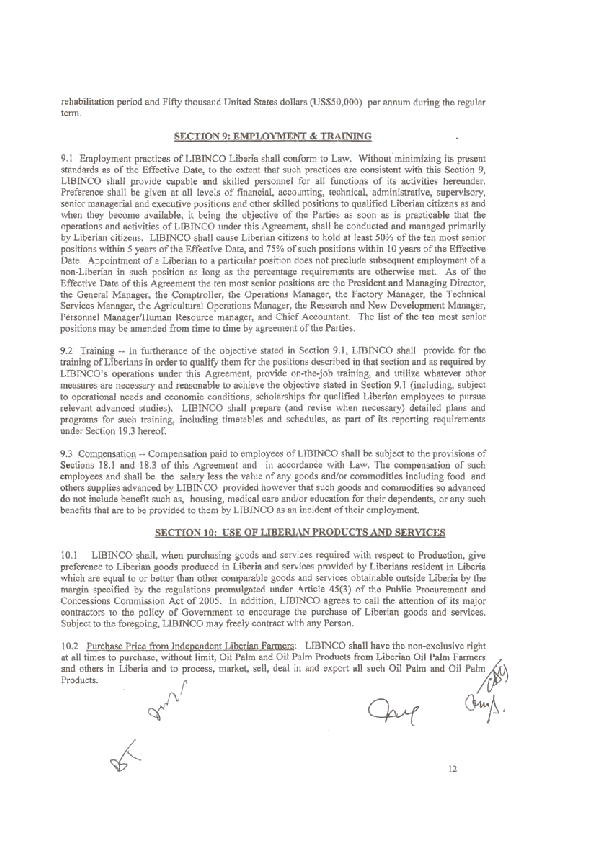 rehabilitation period and Fifty thousand United States dollars (US$50,000) per annum during the regular
term.
SECTION 9: EMPLOYMENT & TRAINING
9.1 Employment practices of LIBINCO Liberia shall conform to Law. Without minimizing its present
standards as of the Effective Date, to the extent that such practices are consistent with this Section 9,
LIBINCO shall provide capable and skilled personnel for all functions of its activities hereunder.
Preference shall be given at all levels of financial, accounting, technical, administrative, supervisory,
senior managerial and executive positions and other skilled positions to qualified Liberian citizens as and
when they become available, it being the objective of the Parties as soon as is practicable that the
operations and activities of LIBINCO under this Agreement, shall be conducted and managed primarily
by Liberian citizens. LIBINCO shall cause Liberian citizens to hold at least 50% of the ten most senior
positions within 5 years of the Effective Date, and 75% of such positions within 10 years of the Effective
Date. Appointment of a Liberian to a particular position does not preclude subsequent employment of a
non-Liberian in such position as long as the percentage requirements are otherwise met. As of the
Effective Date of this Agreement the ten most senior positions are the President and Managing Director,
the General Manager, the Comptroller, the Operations Manager, the Factory Manager, the Technical
Services Manager, the Agricultural Operations Manager, the Research and New Development Manager,
Personnel Manager/Human Resource manager, and Chief Accountant. The list of the ten most senior
positions may be amended from time to time by agreement of the Parties.
9.2 Training -- In furtherance of the objective stated in Section 9.1, LIBINCO shall provide for the
training of Liberians in order to qualify them for the positions described in that section and as required by
LIBINCO's operations under this Agreement, provide on-the-job training, and utilize whatever other
measures are necessary and reasonable to achieve the objective stated in Section 9.1 (including, subject
to operational needs and economic conditions, scholarships for qualified Liberian employees to pursue
relevant advanced studies). LIBINCO shall prepare (and revise when necessary) detailed plans and
programs for such training, including timetables and schedules, as part of its reporting requirements
under Section 19.3 hereof.
9.3 Compensation -- Compensation paid to employees of LIBINCO shall be subject to the provisions of
Sections 18.1 and 18.3 of this Agreement and in accordance with Law. The compensation of such
employees and shall be the salary less the value of any goods and/or commodities including food and
others supplies advanced by LIBINCO provided however that such goods and commodities so advanced
do not include benefit such as, housing, medical care and/or education for their dependents, or any such
benefits that are to be provided to them by LIBINCO as an incident of their employment.
SECTION 10: USE OF LIBERIAN PRODUCTS AND SERVICES
10.1 LIBINCO shall, when purchasing goods and services required with respect to Production, give
preference to Liberian goods produced in Liberia and services provided by Liberians resident in Liberia
which are equal to or better than other comparable goods and services obtainable outside Liberia by the
margin specified by the regulations promulgated under Article 45(3) of the Public Procurement and
Concessions Commission Act of 2005. In addition, LIBINCO agrees to call the attention of its major
contractors to the policy of Government to encourage the purchase of Liberian goods and services.
Subject to the foregoing, LIBINCO may freely contract with any Person.
10.2 Purchase Price from Independent Liberian Farmers: LIBINCO shall have the non-exclusive right
at all times to purchase, without limit, Oil Palm and Oil Palm Products from Liberian Oil Palm Farmers
and others in Liberia and to process, market, sell, deal in and export all such Oil Palm and Oil Palm
Products.
12